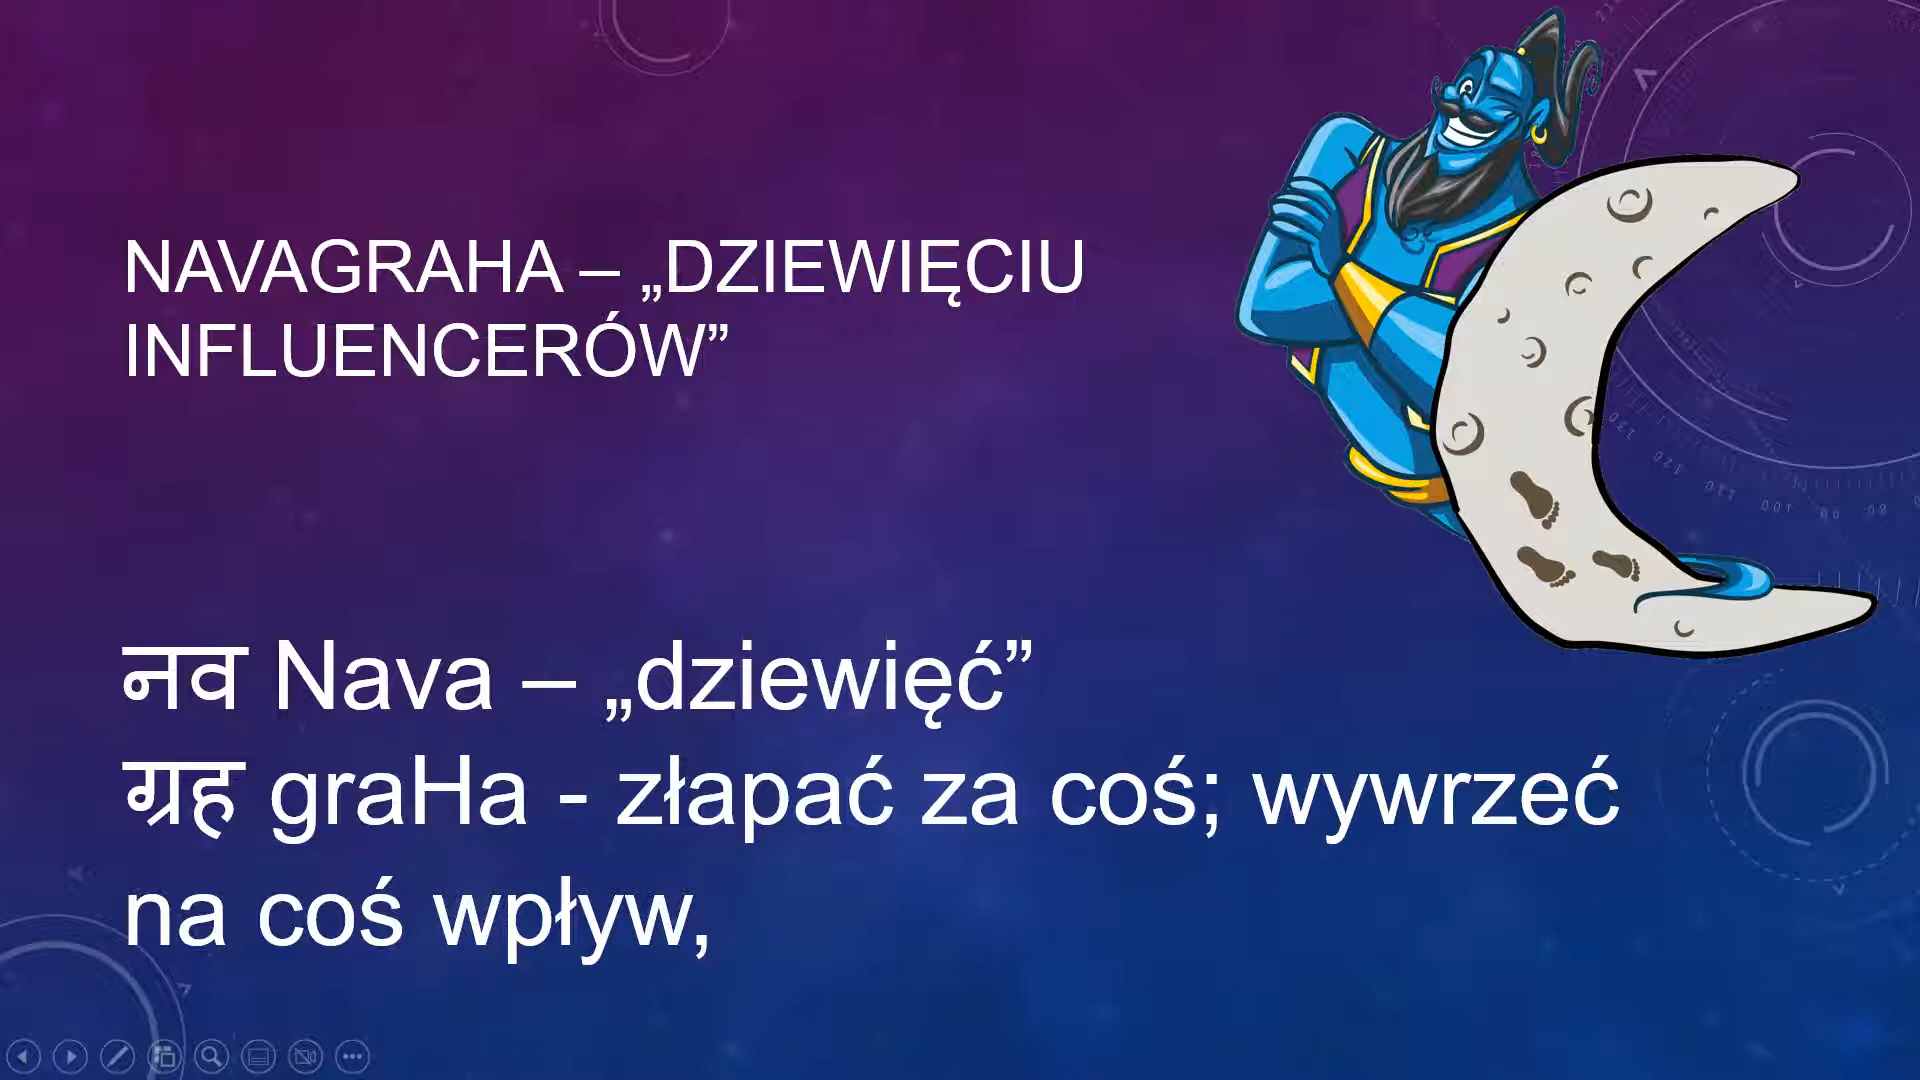 NAVAGRAHA – „DZIEWIĘCIU
INFLUENCERÓW”
नव Nava – „dziewięć”
ग्रह graHa - złapać za coś; wywrzeć
na coś wpływ,